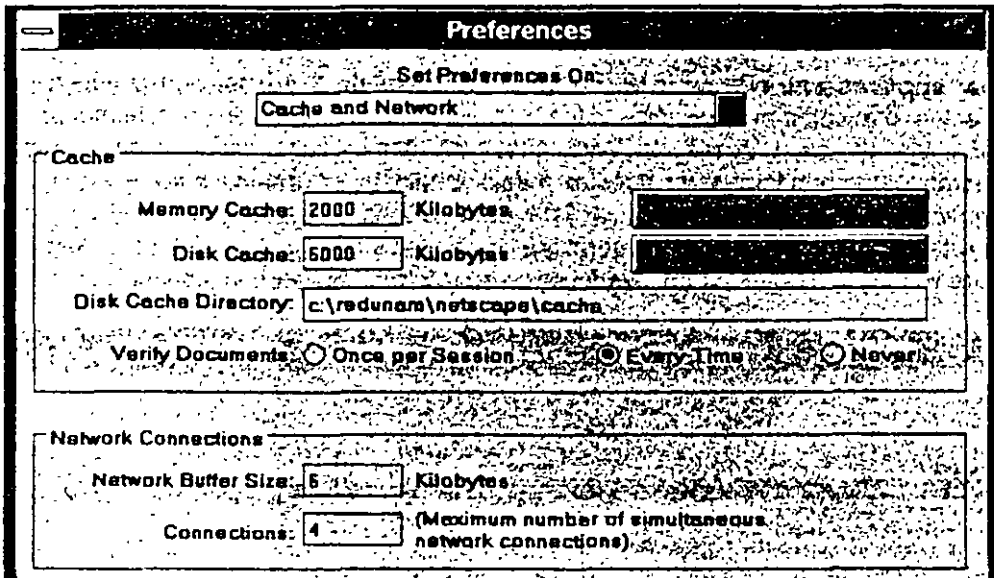 Preferences
Set Preferences On:
Cache and Network
Cache
Memory Cache: 2000 Kilobytes
Disk Cache: 5000 Kilobytes
Disk Cache Directory: c:\redunam\netscape\cache
Verify Documents: Once per Session Every Time Never
Network Connections
Network Buffer Size: 6 Kilobytes
Connections: 4 (Maximum number of simultaneous
network connections)